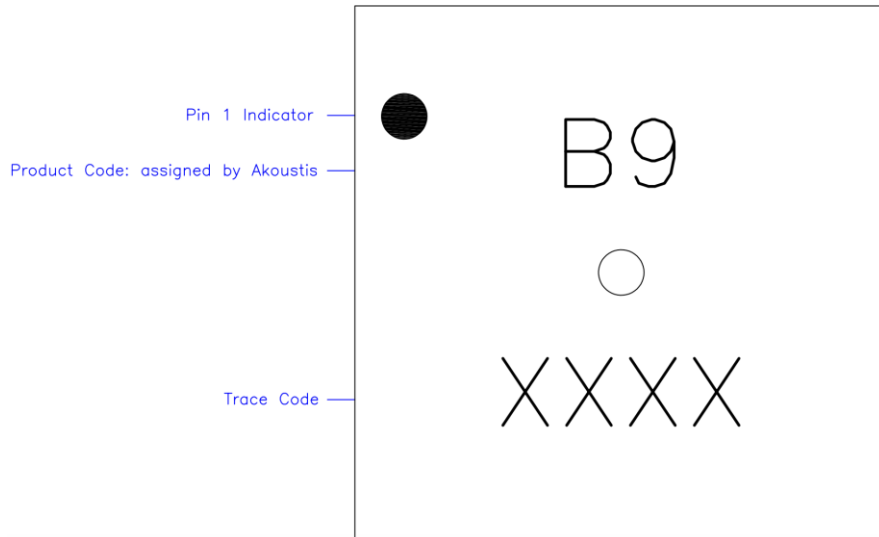 Pin 1 Indicator
B9
Product Code: assigned by Akoustis
Trace Code
XXXX